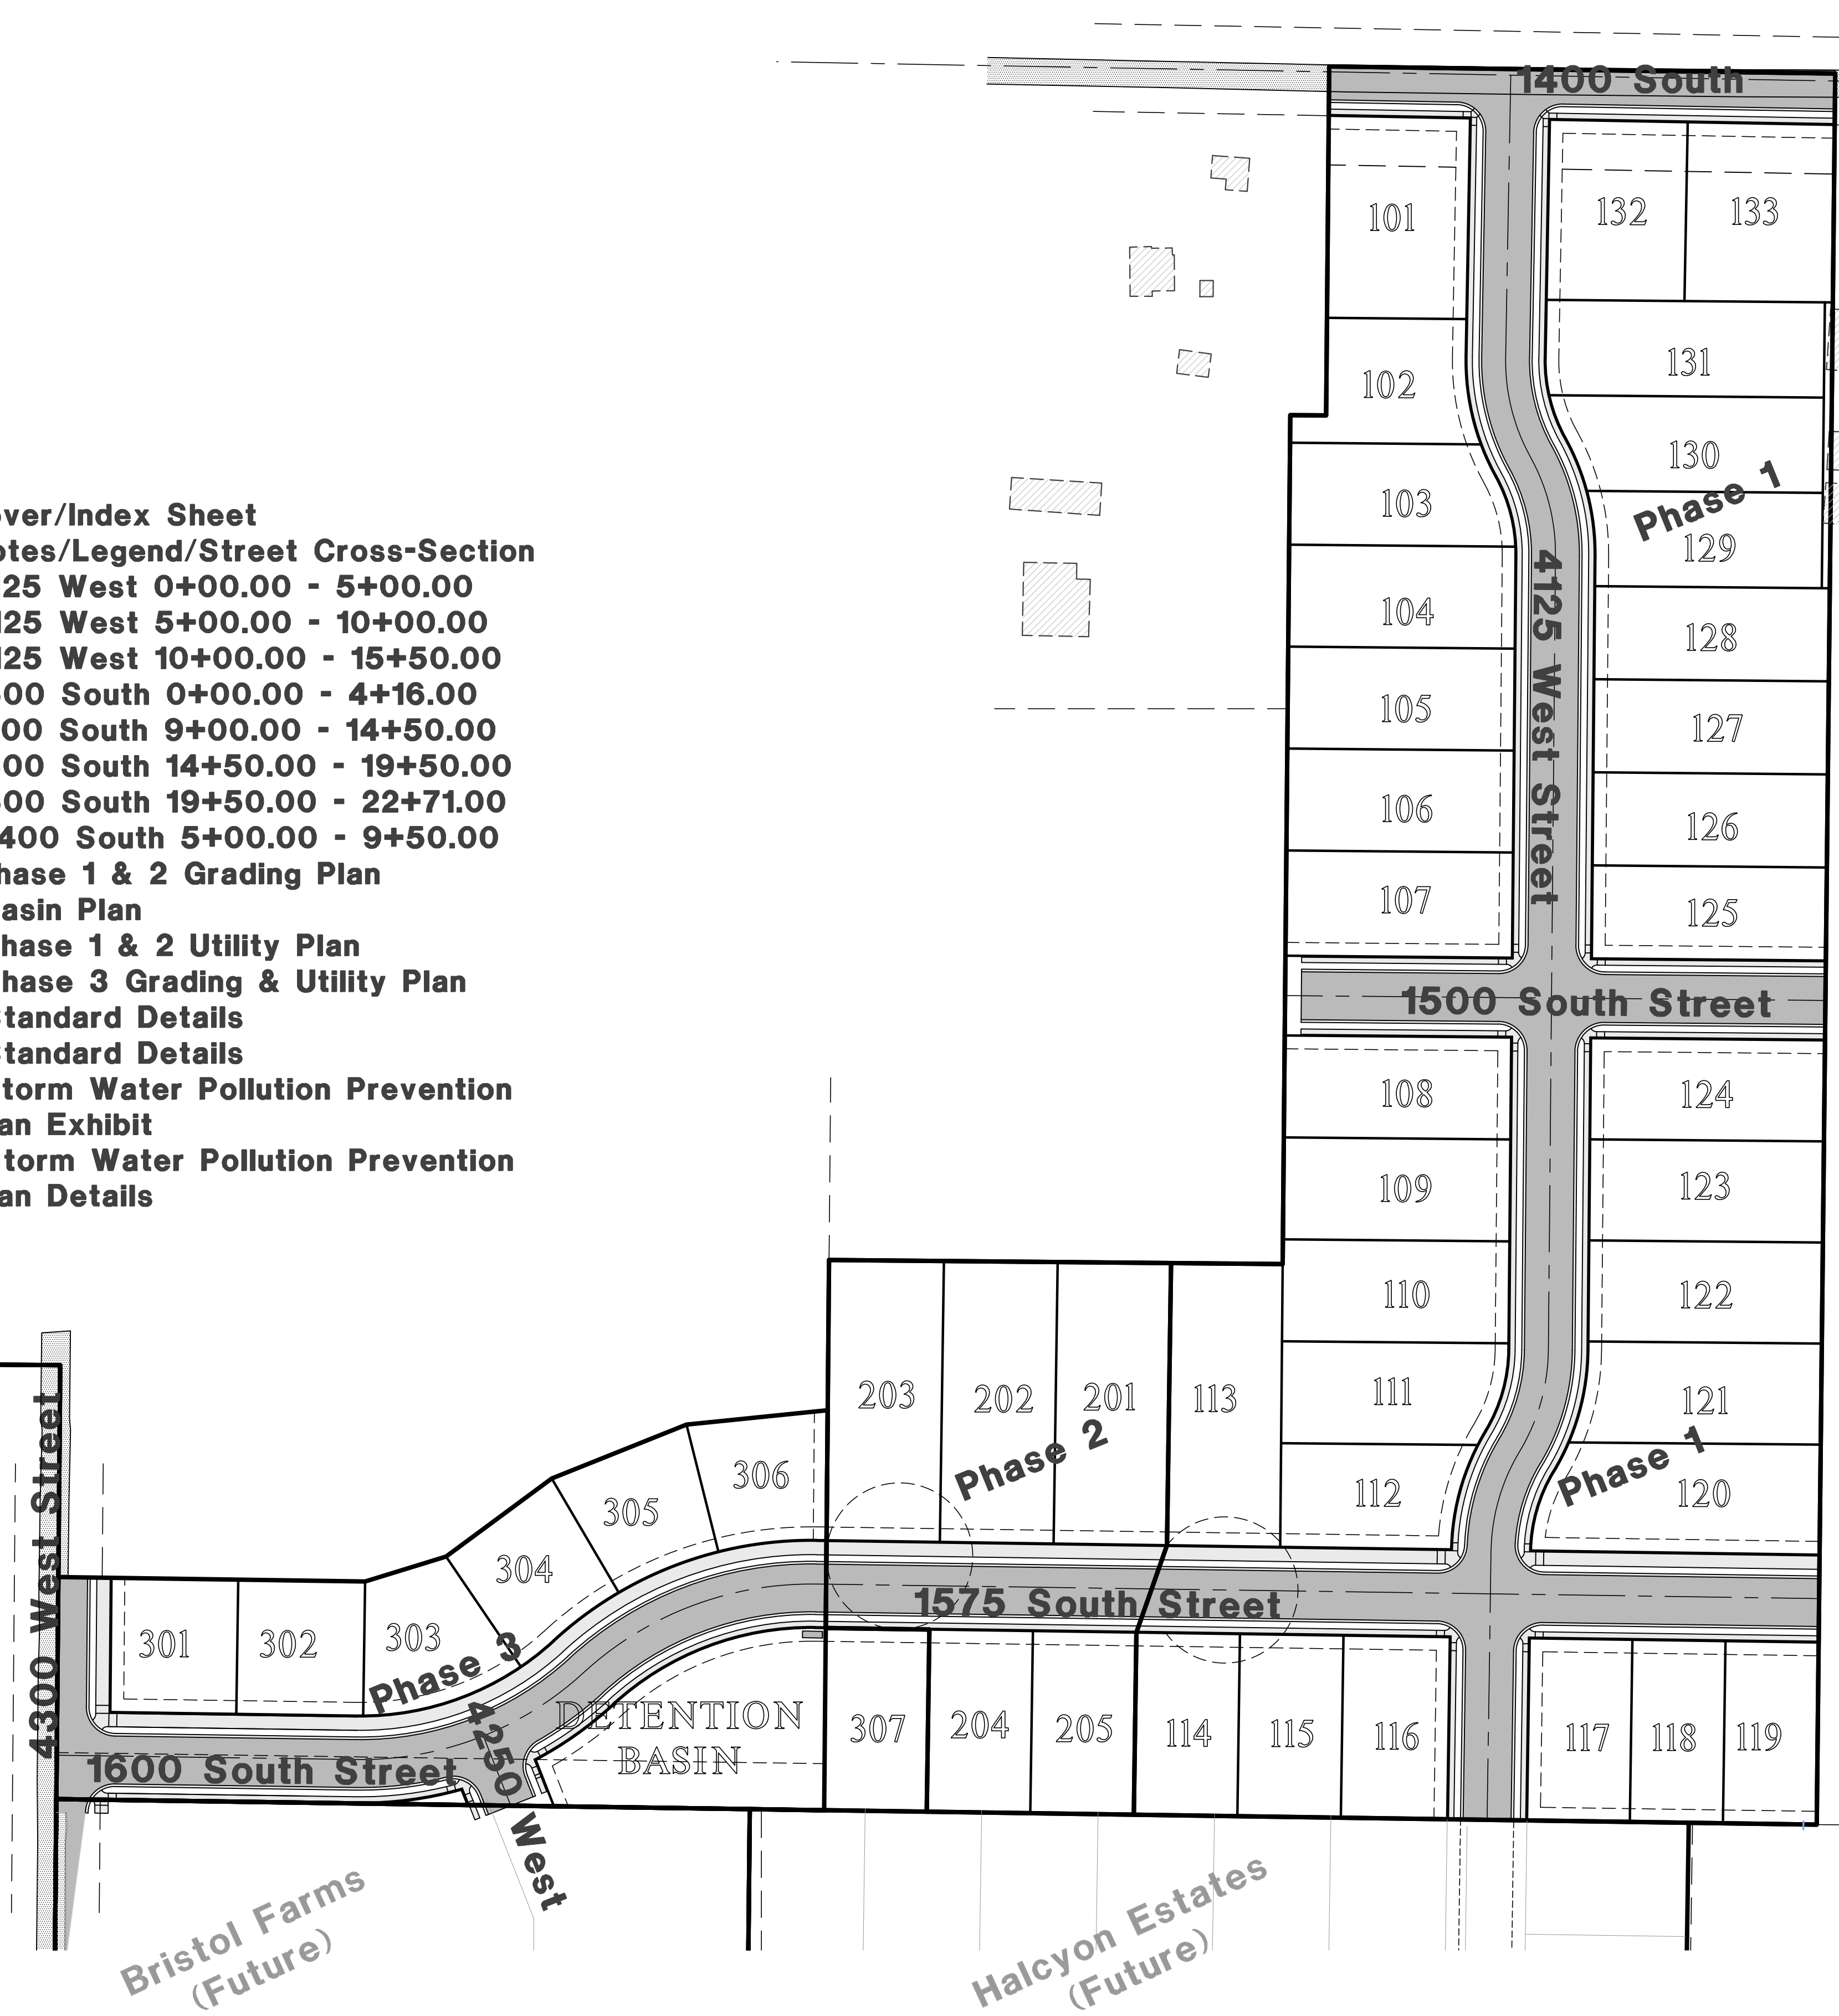 1400 South
101
132
133
131
102
130
Phase 1
103
129
ver/Index Sheet
otes/Legend/Street Cross-Section
25 West 0+00.00 - 5+00.00
125 West 5+00.00 - 10+00.00
125 West 10+00.00 - 15+50.00
00 South 0+00.00 - 4+16.00
00 South 9+00.00 - 14+50.00
00 South 14+50.00 - 19+50.00
00 South 19+50.00 - 22+71.00
400 South 5+00.00 - 9+50.00
hase 1 & 2 Grading Plan
asin Plan
hase 1 & 2 Utility Plan
hase 3 Grading & Utility Plan
Standard Details
Standard Details
torm Water Pollution Prevention
an Exhibit
torm Water Pollution Prevention
an Details
4125 West Street
104
128
105
127
106
126
107
125
1500 South Street
108
124
109
123
110
122
111
121
203
202
201
113
Phase 2
Phase 1
112
120
306
305
304
1575 South Street
4300 West Street
301
302
303
Phase 3
4250 West
DETENTION
BASIN
307
204
205
114
115
116
117
118
119
1600 South Street
Bristol Farms
(Future)
Halcyon Estates
(Future)